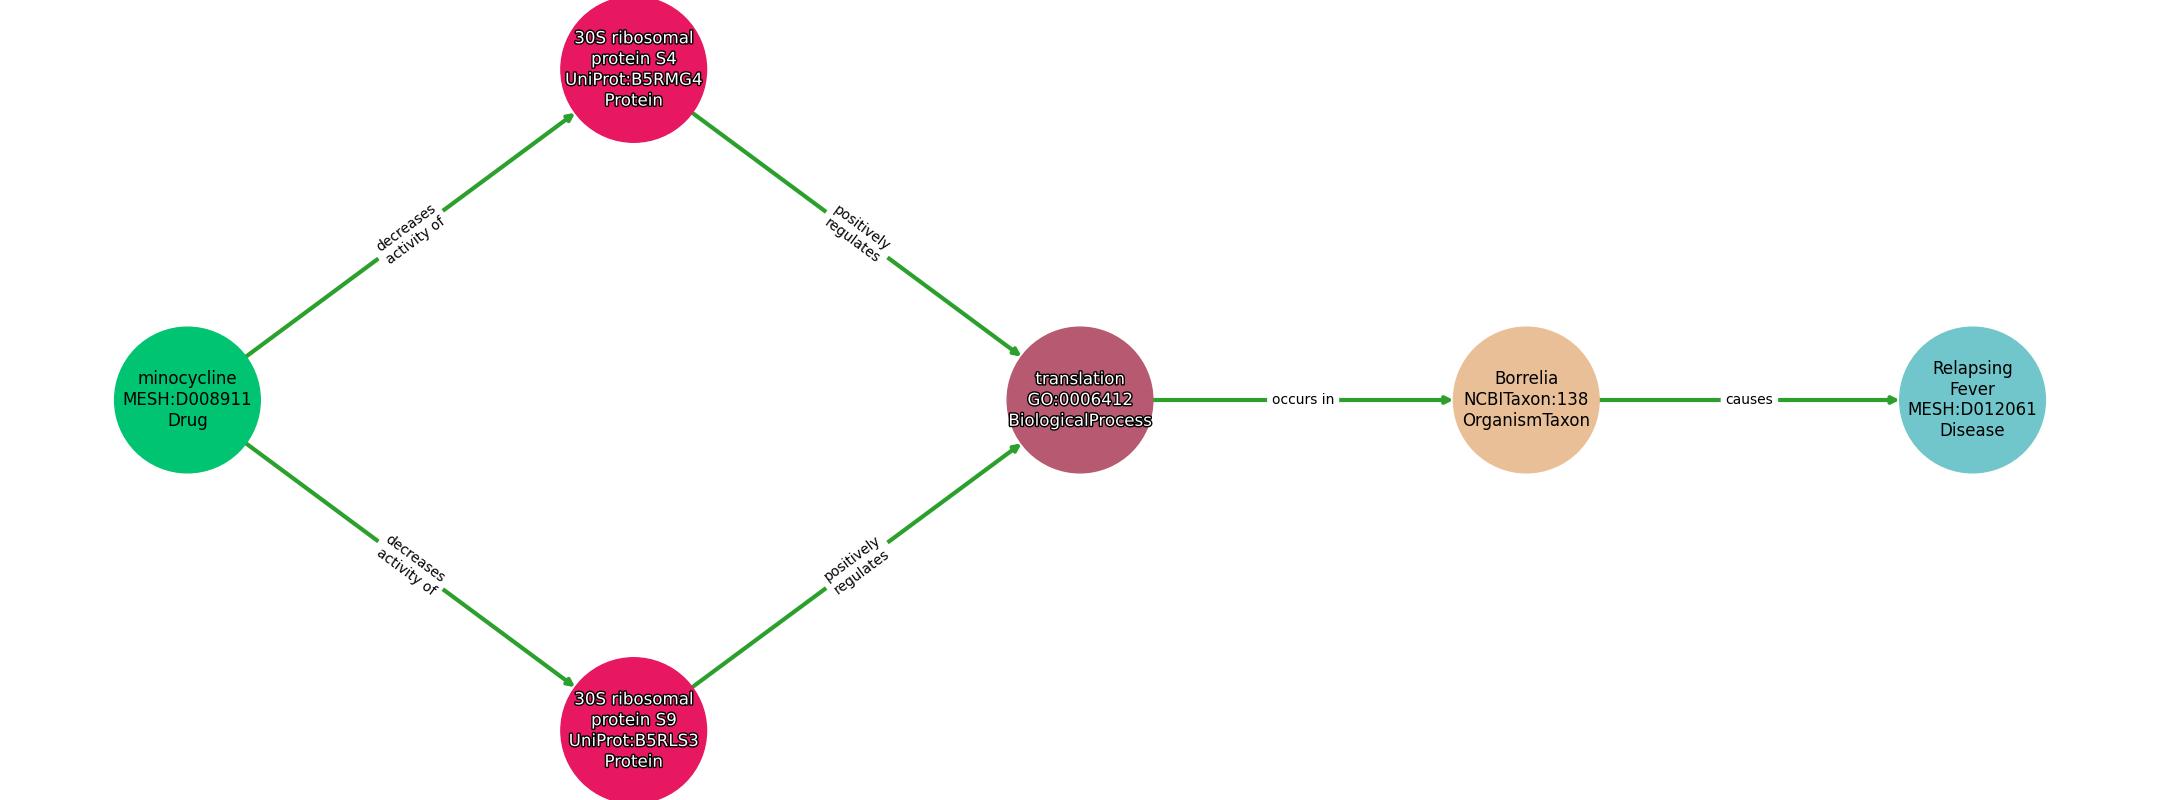 30S ribosomal
protein S4
UniProt:B5RMG4
Protein
decreases
activity of
positively
regulates
minocycline
MESH:D008911
Drug
translation
GO:0006412
BiologicalProcess
occurs in
Borrelia
NCBITaxon:138
OrganismTaxon
causes
Relapsing
Fever
MESH:D012061
Disease
decreases
activity of
positively
regulates
30S ribosomal
protein S9
UniProt:B5RLS3
Protein